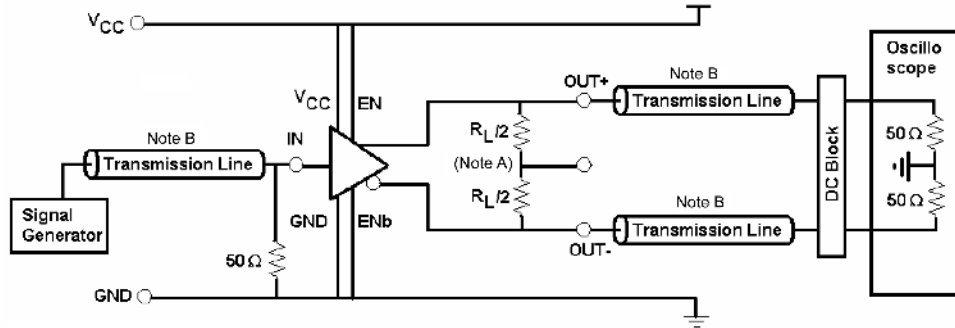 VCC
Oscillo
scope
Note B
OUT+
Transmission Line
VCC
EN
Note B
IN
RL/2
50 Ω
Transmission Line
(Note A)
DC Block
RL/2
50 Ω
Signal
Generator
GND
ENb
Note B
Transmission Line
OUT-
50 Ω
GND